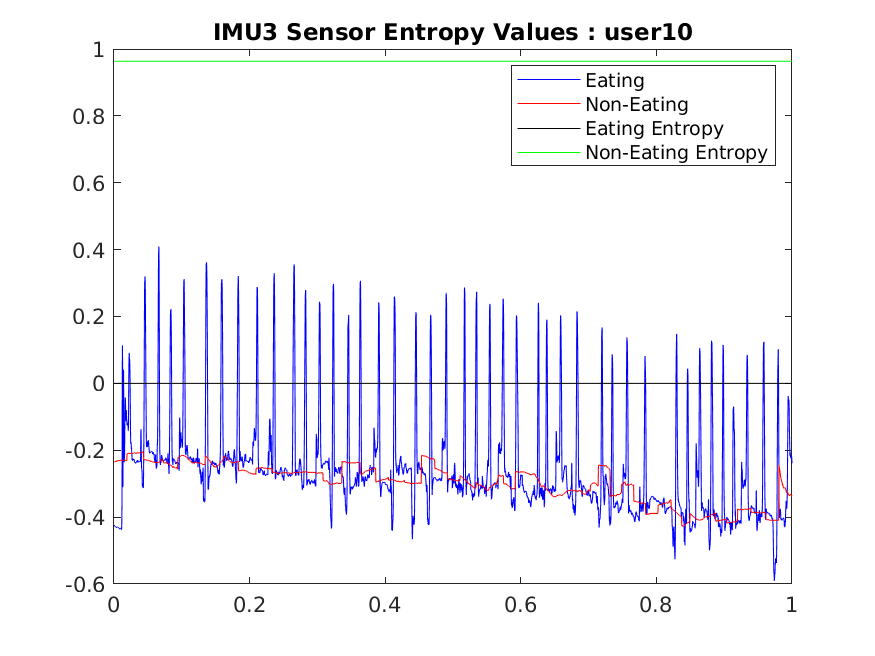 IMU3 Sensor Entropy Values : user10
1
0.8
0.6
0.4
0.2
0
-0.2
-0.4
-0.6
Eating
Non-Eating
Eating Entropy
Non-Eating Entropy
0 0.2 0.4 0.6 0.8 1